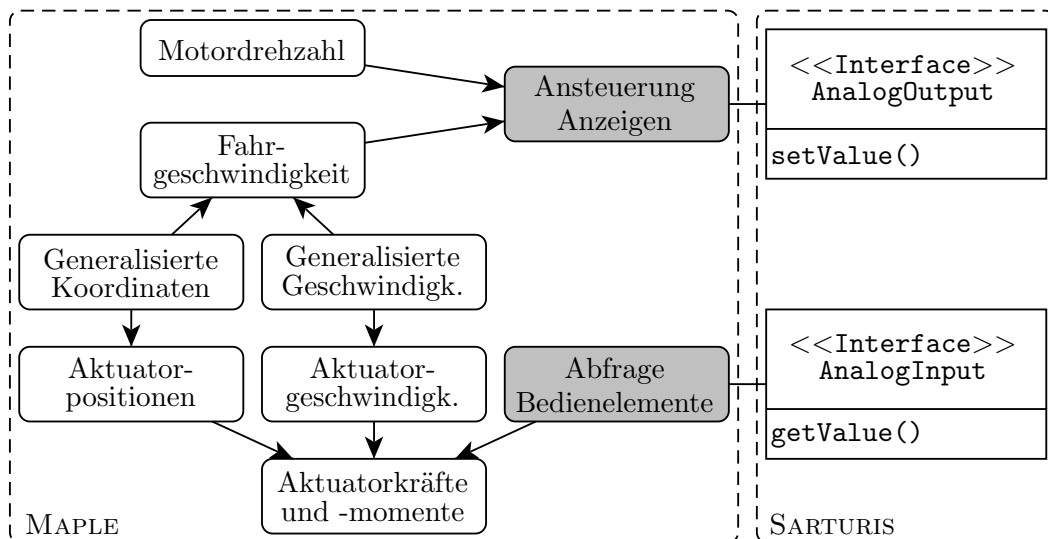 Motordrehzahl
Ansteuerung
Anzeigen
<<Interface>>
AnalogOutput
setValue()
Fahr-
geschwindigkeit
Generalisierte
Koordinaten
Generalisierte
Geschwindigk.
Aktuator-
positionen
Aktuator-
geschwindigk.
Abfrage
Bedienelemente
<<Interface>>
AnalogInput
getValue()
Aktuatorkräfte
und -momente
MAPLE
SARTURIS